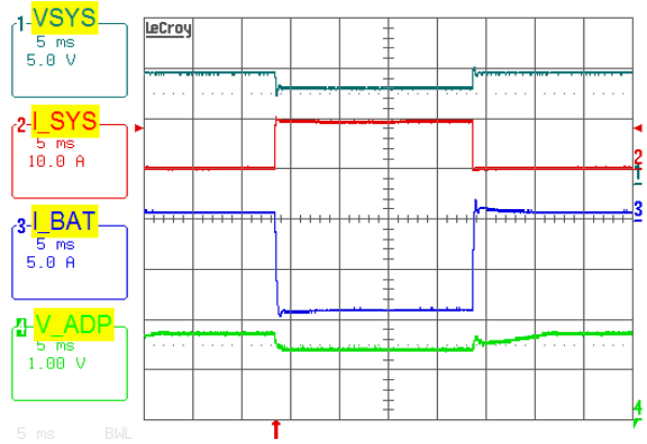 1 VSYS
5 ms
5.0 V
LeCroy
2 I_SYS
5 ms
10.0 A
2
1
3 I_BAT
5 ms
5.0 A
3
4 V_ADP
5 ms
1.00 V
4
5 ms BWL